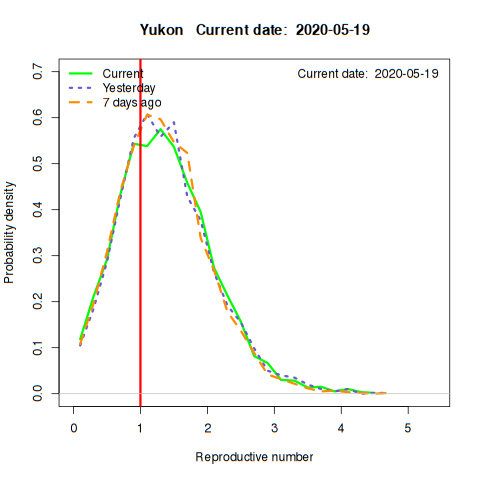 Yukon   Current date:  2020-05-19
Current
Yesterday
7 days ago
Current date:  2020-05-19
Probability density
0.0
0.1
0.2
0.3
0.4
0.5
0.6
0.7
0
1
2
3
4
5
Reproductive number